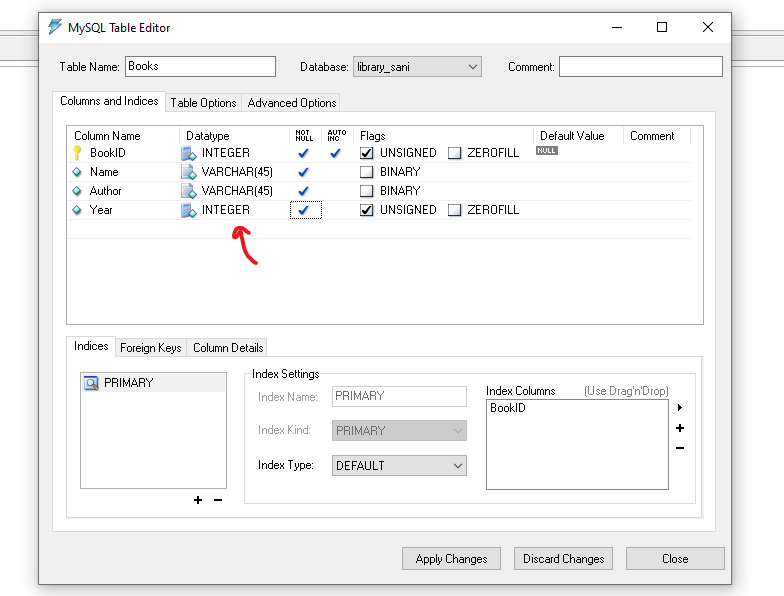 MySQL Table Editor
Table Name: Books Database: library_sani Comment:
Columns and Indices Table Options Advanced Options
Column Name Datatype NOT NULL AUTO INC Flags Default Value Comment
BookID INTEGER UNSIGNED ZEROFILL NULL
Name VARCHAR(45) BINARY
Author VARCHAR(45) BINARY
Year INTEGER UNSIGNED ZEROFILL
Indices Foreign Keys Column Details
PRIMARY
Index Settings
Index Name: PRIMARY
Index Kind: PRIMARY
Index Type: DEFAULT
Index Columns (Use Drag'n'Drop)
BookID
Apply Changes Discard Changes Close